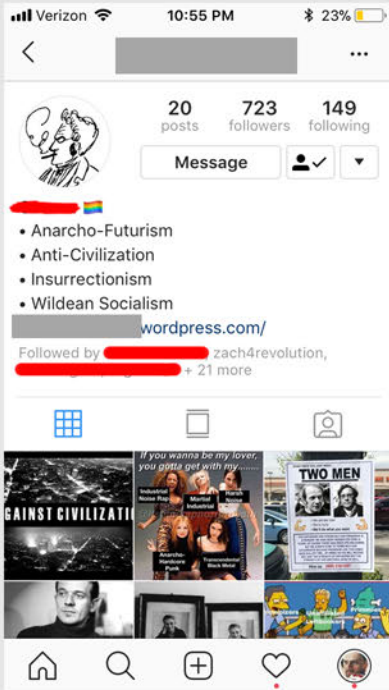 Verizon 10:55 PM 23%
20 723 149
posts followers following
Message
• Anarcho-Futurism
• Anti-Civilization
• Insurrectionism
• Wildean Socialism
wordpress.com/
Followed by zach4revolution,
+ 21 more
GAINST CIVILIZATI
If you wanna be my lover,
you gotta get with my........
Industrial
Noise Rap
Martial
Industrial
Harsh
Noise
Anarcho-
Hardcore
Punk
Transcendental
Black Metal
TWO MEN